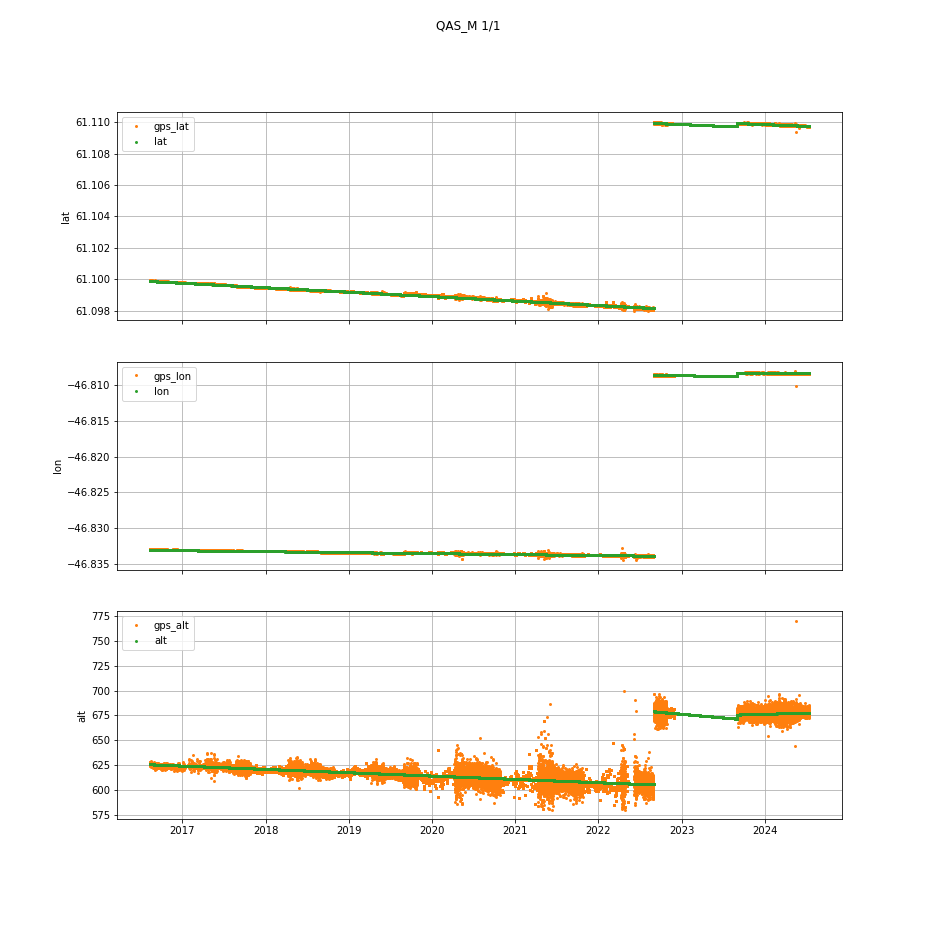 QAS_M 1/1
61.110
61.108
61.106
61.104
61.102
61.100
61.098
lat
gps_lat
lat
−46.810
−46.815
−46.820
−46.825
−46.830
−46.835
lon
gps_lon
lon
775
750
725
700
675
650
625
600
575
alt
gps_alt
alt
2017 2018 2019 2020 2021 2022 2023 2024